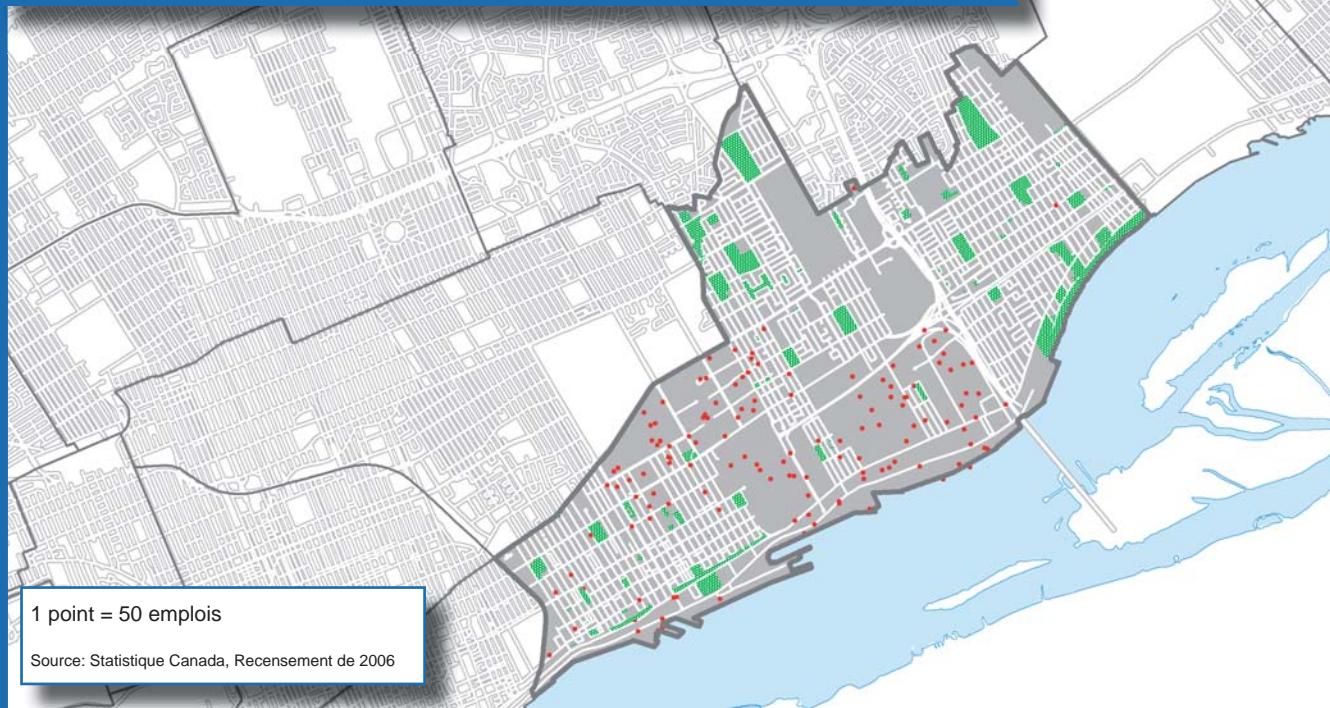 1 point = 50 emplois
Source: Statistique Canada, Recensement de 2006